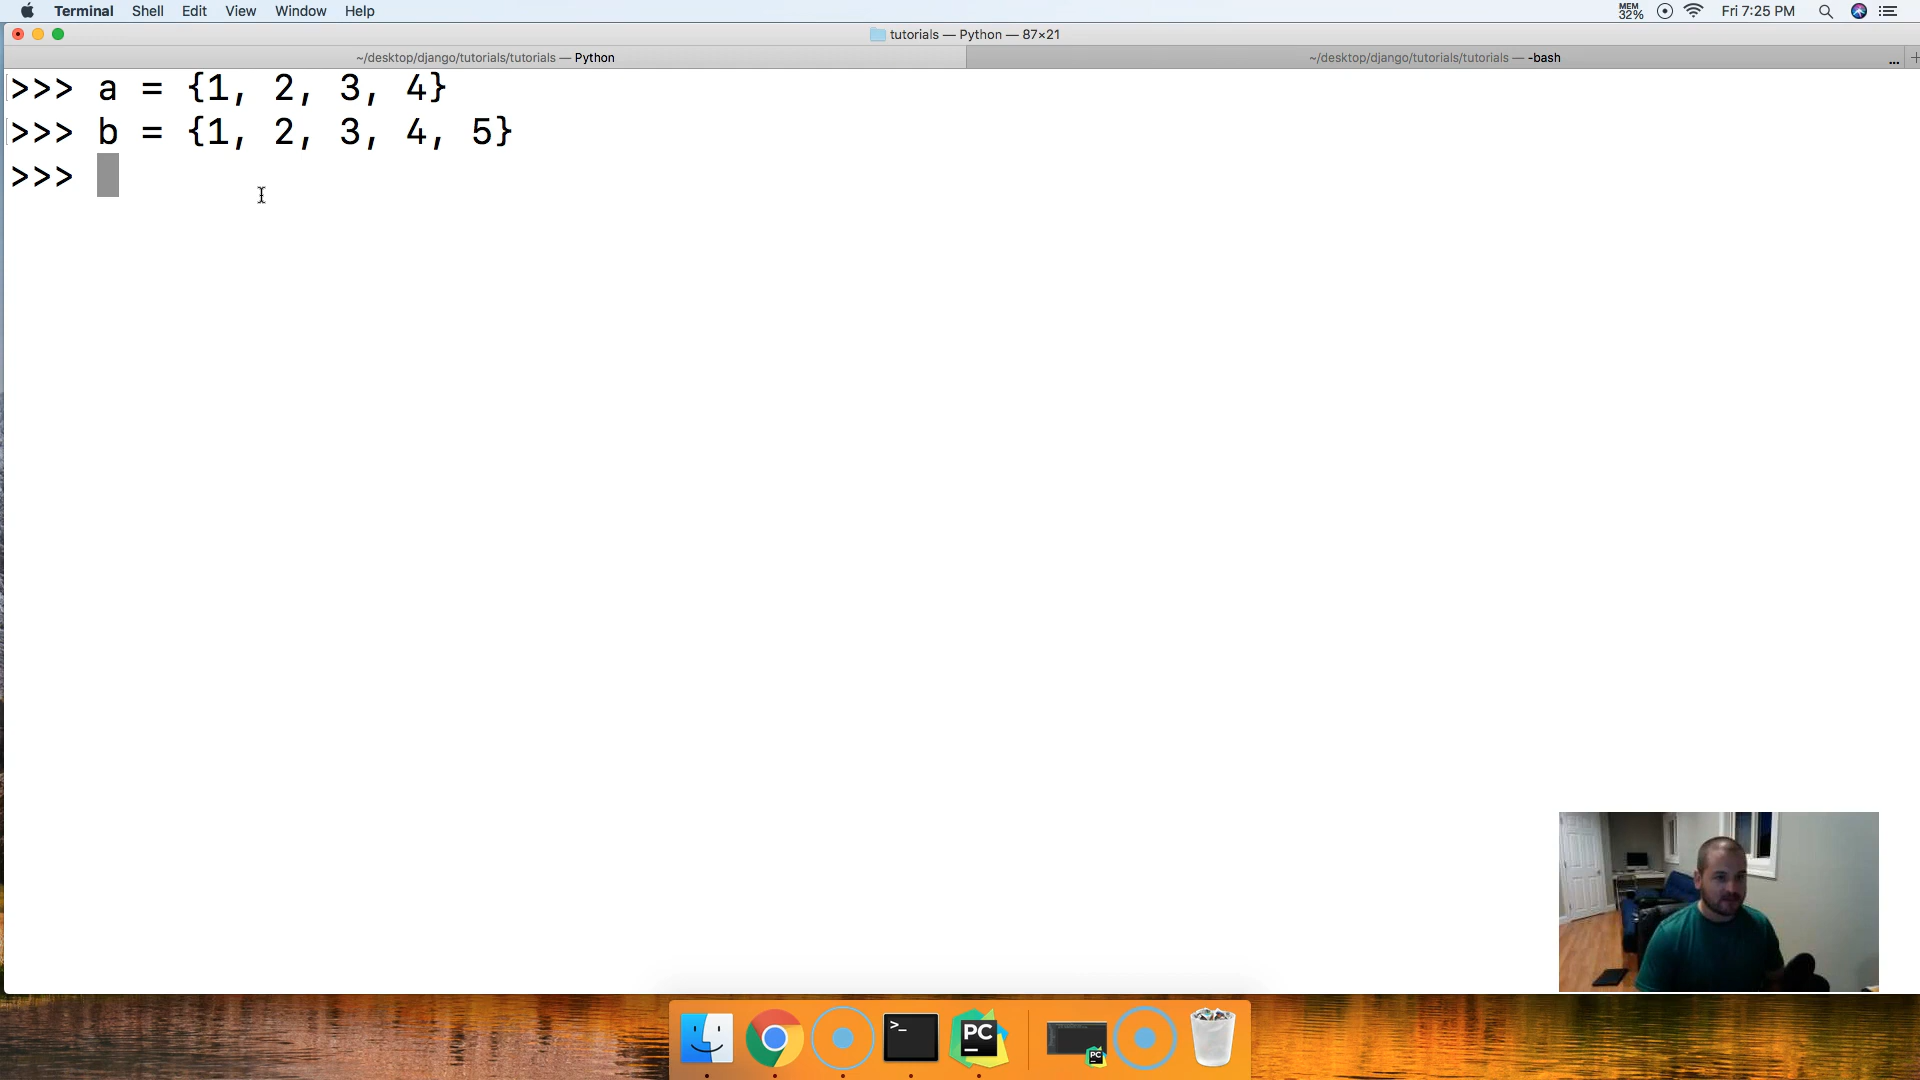 Terminal Shell Edit View Window Help MEM 32% Fri 7:25 PM
tutorials — Python — 87×21
~/desktop/django/tutorials/tutorials — Python ~/desktop/django/tutorials/tutorials — -bash ... +
>>> a = {1, 2, 3, 4}
>>> b = {1, 2, 3, 4, 5}
>>>
>_ PC PC